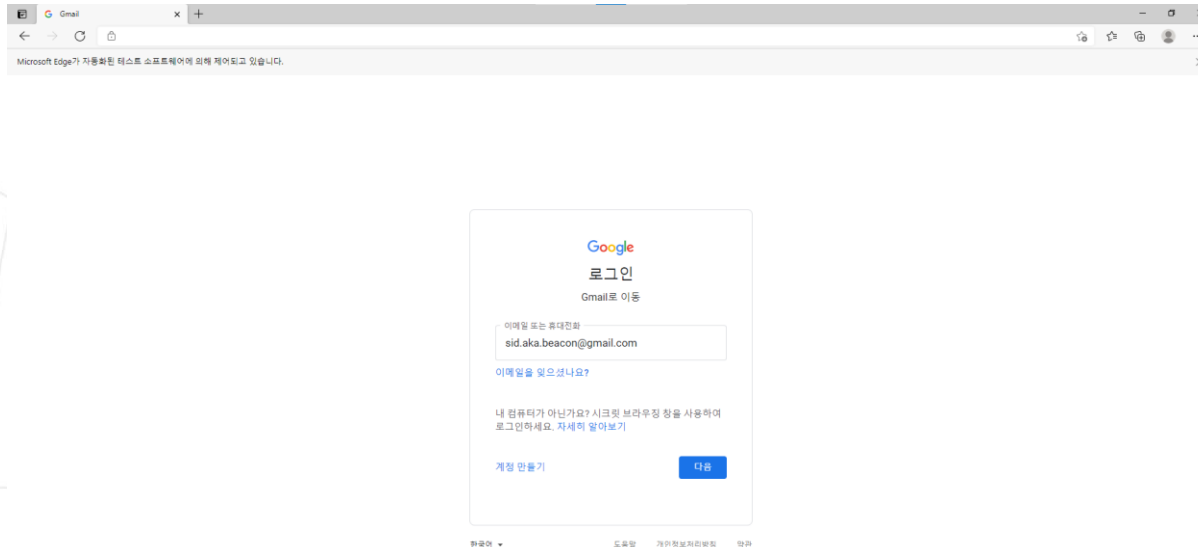 Gmail
Microsoft Edge가 자동화된 테스트 소프트웨어에 의해 제어되고 있습니다.
Google
로그인
Gmail로 이동
이메일 또는 휴대전화
sid.aka.beacon@gmail.com
이메일을 잊으셨나요?
내 컴퓨터가 아닌가요? 시크릿 브라우징 창을 사용하여
로그인하세요. 자세히 알아보기
계정 만들기 다음
한국어 도움말 개인정보처리방침 약관